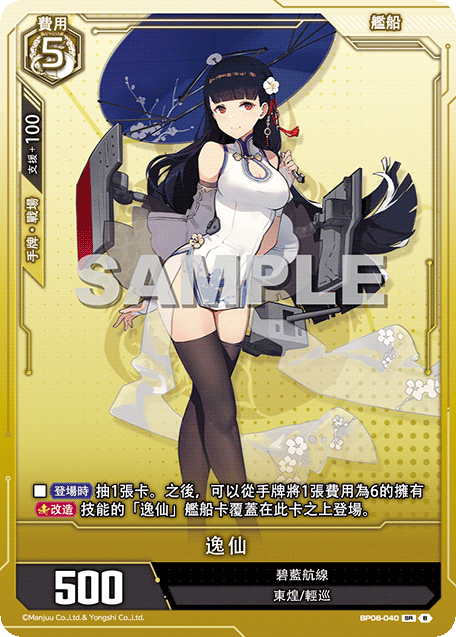 費用
5
艦船
支援+100
手牌・戰場
SAMPLE
■ 登場時 抽1張卡。之後，可以從手牌將1張費用為6的擁有
改造 技能的「逸仙」艦船卡覆蓋在此卡之上登場。
逸仙
500
碧藍航線
東煌/輕巡
©Manjuu Co.,Ltd. & Yongshi Co.,Ltd.
BP06-040 SR B